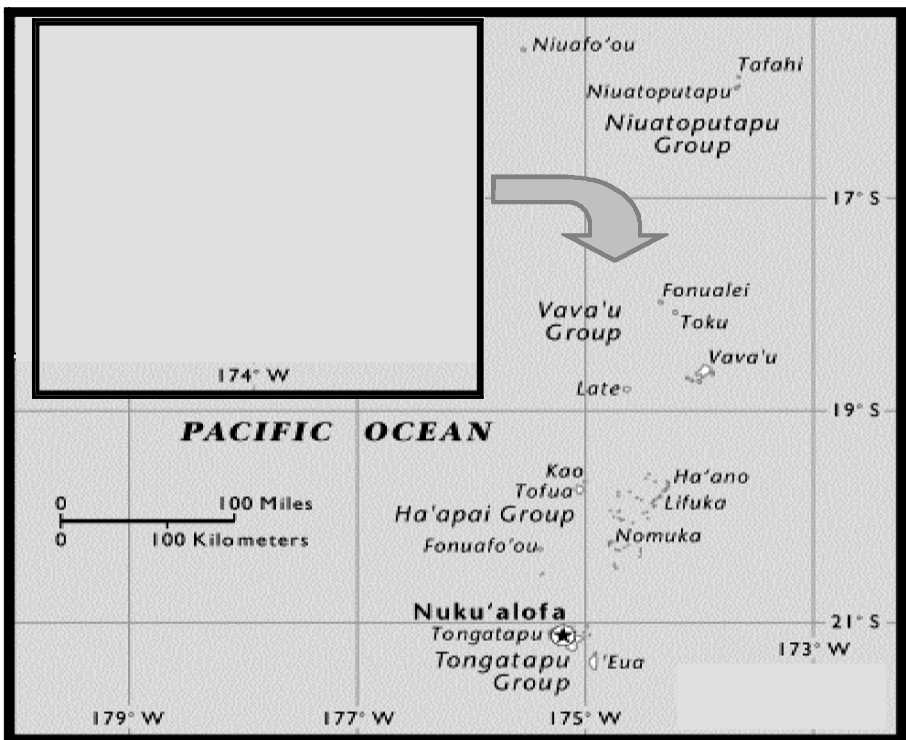 Niuafo'ou
Tafahi
Niuatoputapu
Niuatoputapu
Group
17° S
Fonualei
Vava'u
Group
Toku
Vava'u
174° W
Late
19° S
PACIFIC OCEAN
Kao
Ha'ano
Tofua
Lifuka
0 100 Miles
Ha'apai Group
0 100 Kilometers
Nomuka
Fonuafo'ou
Nuku'alofa
21° S
Tongatapu
173° W
Tongatapu
Group
'Eua
179° W 177° W 175° W